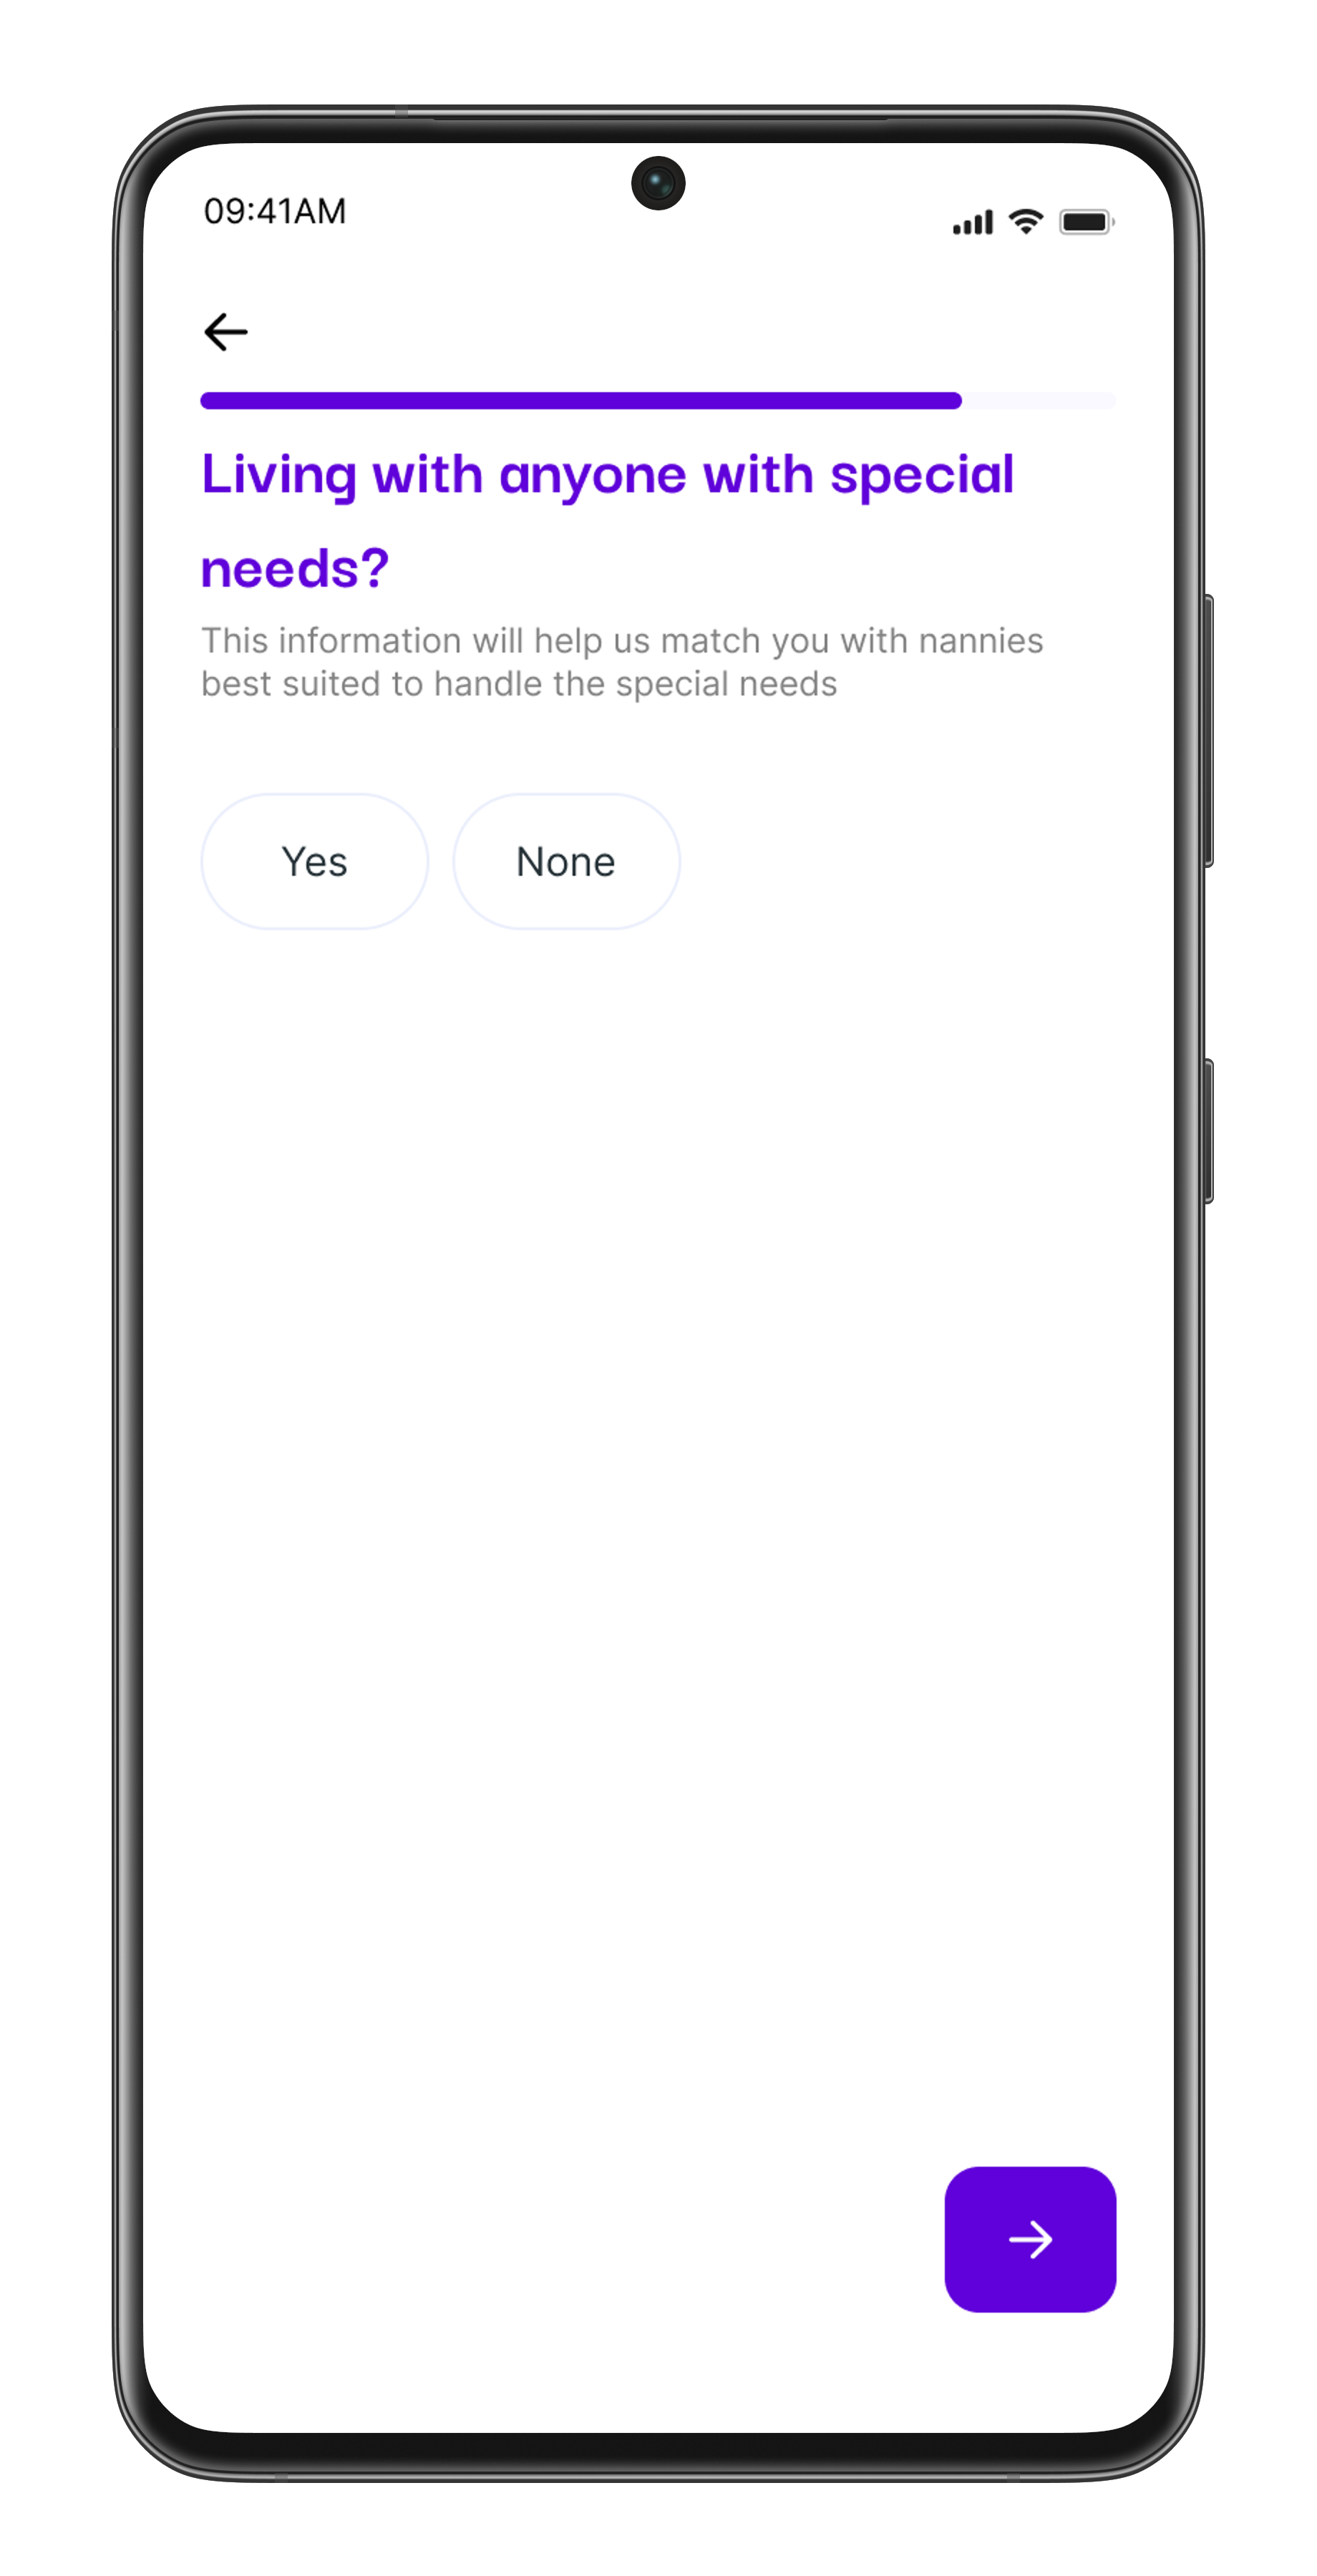 09:41AM
Living with anyone with special
needs?
This information will help us match you with nannies
best suited to handle the special needs
Yes
None